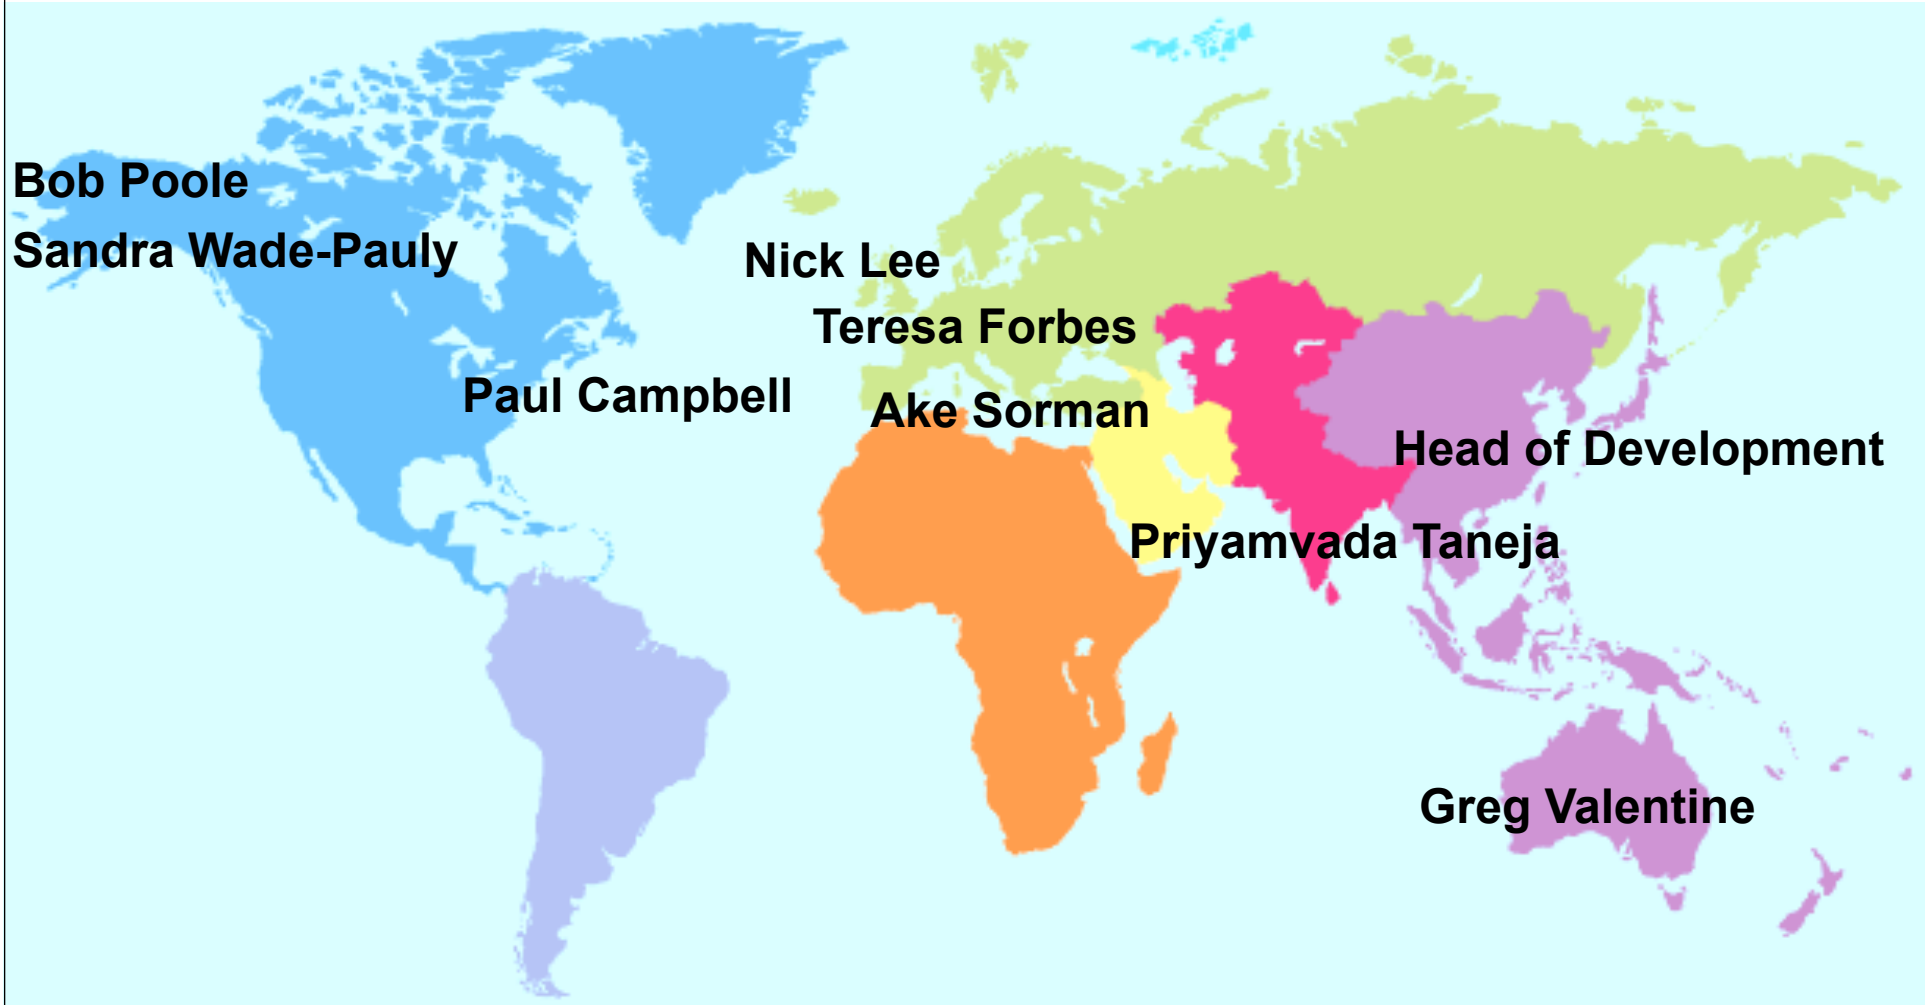 Bob Poole
Sandra Wade-Pauly
Nick Lee
Teresa Forbes
Paul Campbell
Ake Sorman
Head of Development
Priyamvada Taneja
Greg Valentine